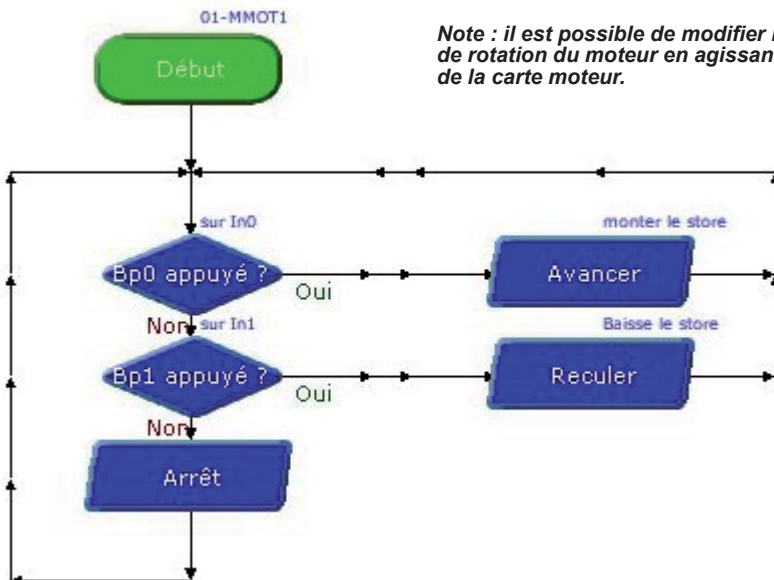 01-MMOT1
Note : il est possible de modifier
de rotation du moteur en agissan
de la carte moteur.
Début
sur In0
monter le store
Bp0 appuyé ?
Oui
Avancer
Non
sur In1
Baisse le store
Bp1 appuyé ?
Oui
Reculer
Non
Arrêt